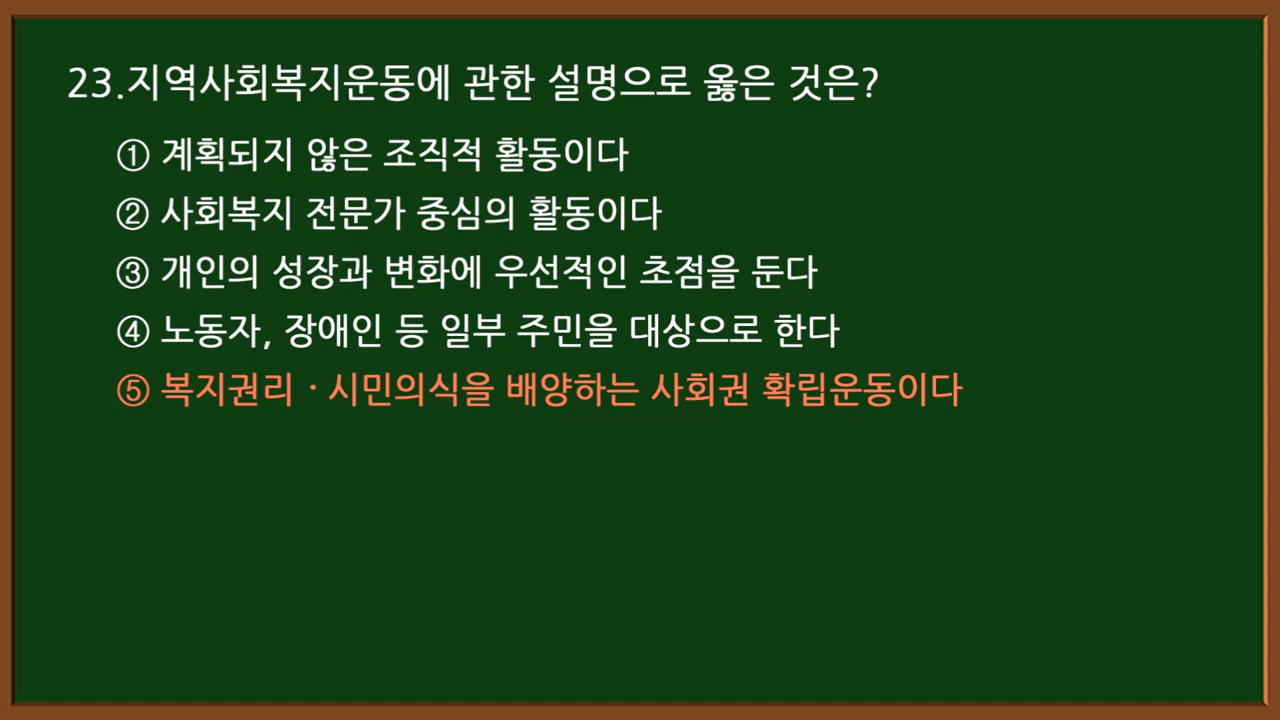 23.지역사회복지운동에 관한 설명으로 옳은 것은?
① 계획되지 않은 조직적 활동이다
② 사회복지 전문가 중심의 활동이다
③ 개인의 성장과 변화에 우선적인 초점을 둔다
④ 노동자, 장애인 등 일부 주민을 대상으로 한다
⑤ 복지권리 · 시민의식을 배양하는 사회권 확립운동이다